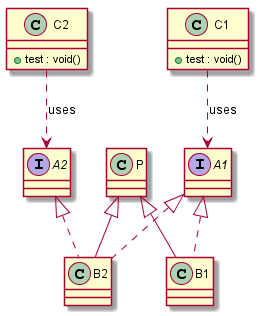 C C2
test : void()
C C1
test : void()
uses
uses
I A2
C P
I A1
C B2
C B1